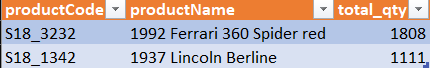 productCode productName total_qty
S18_3232 1992 Ferrari 360 Spider red 1808
S18_1342 1937 Lincoln Berline 1111